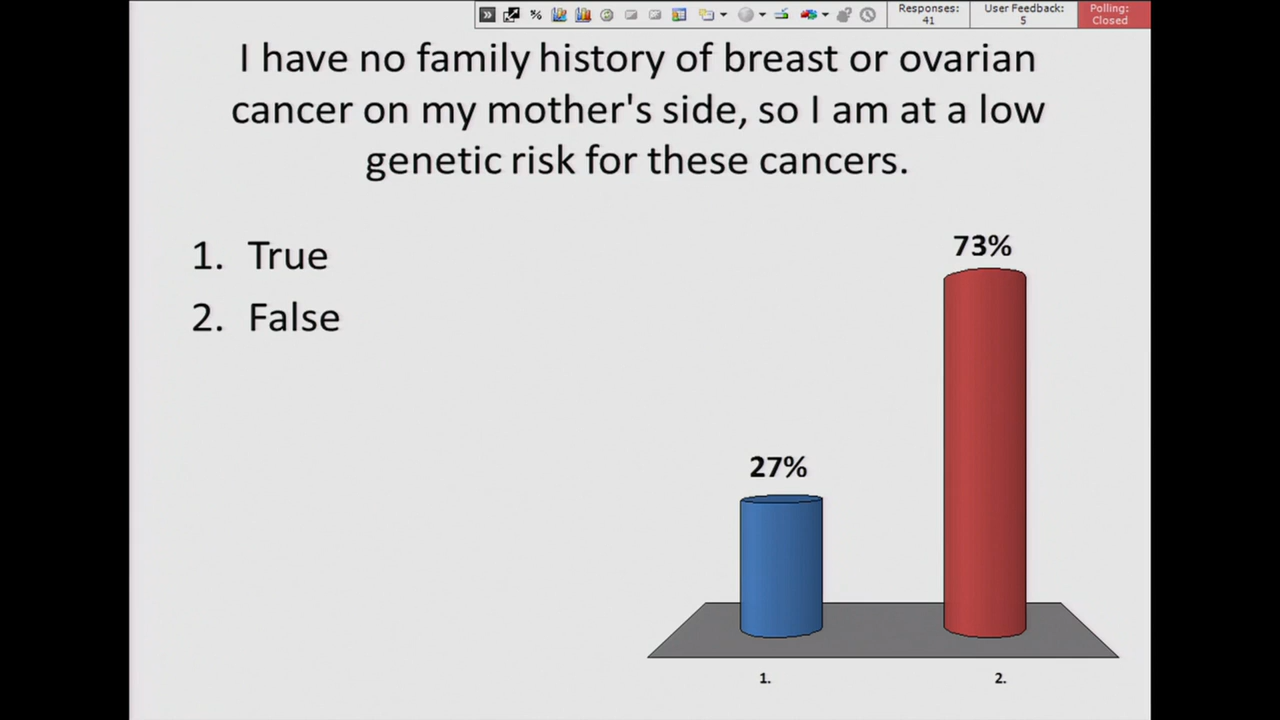 Responses:
41
User Feedback:
5
Polling:
Closed
I have no family history of breast or ovarian
cancer on my mother's side, so I am at a low
genetic risk for these cancers.
1. True
2. False
73%
27%
1.
2.